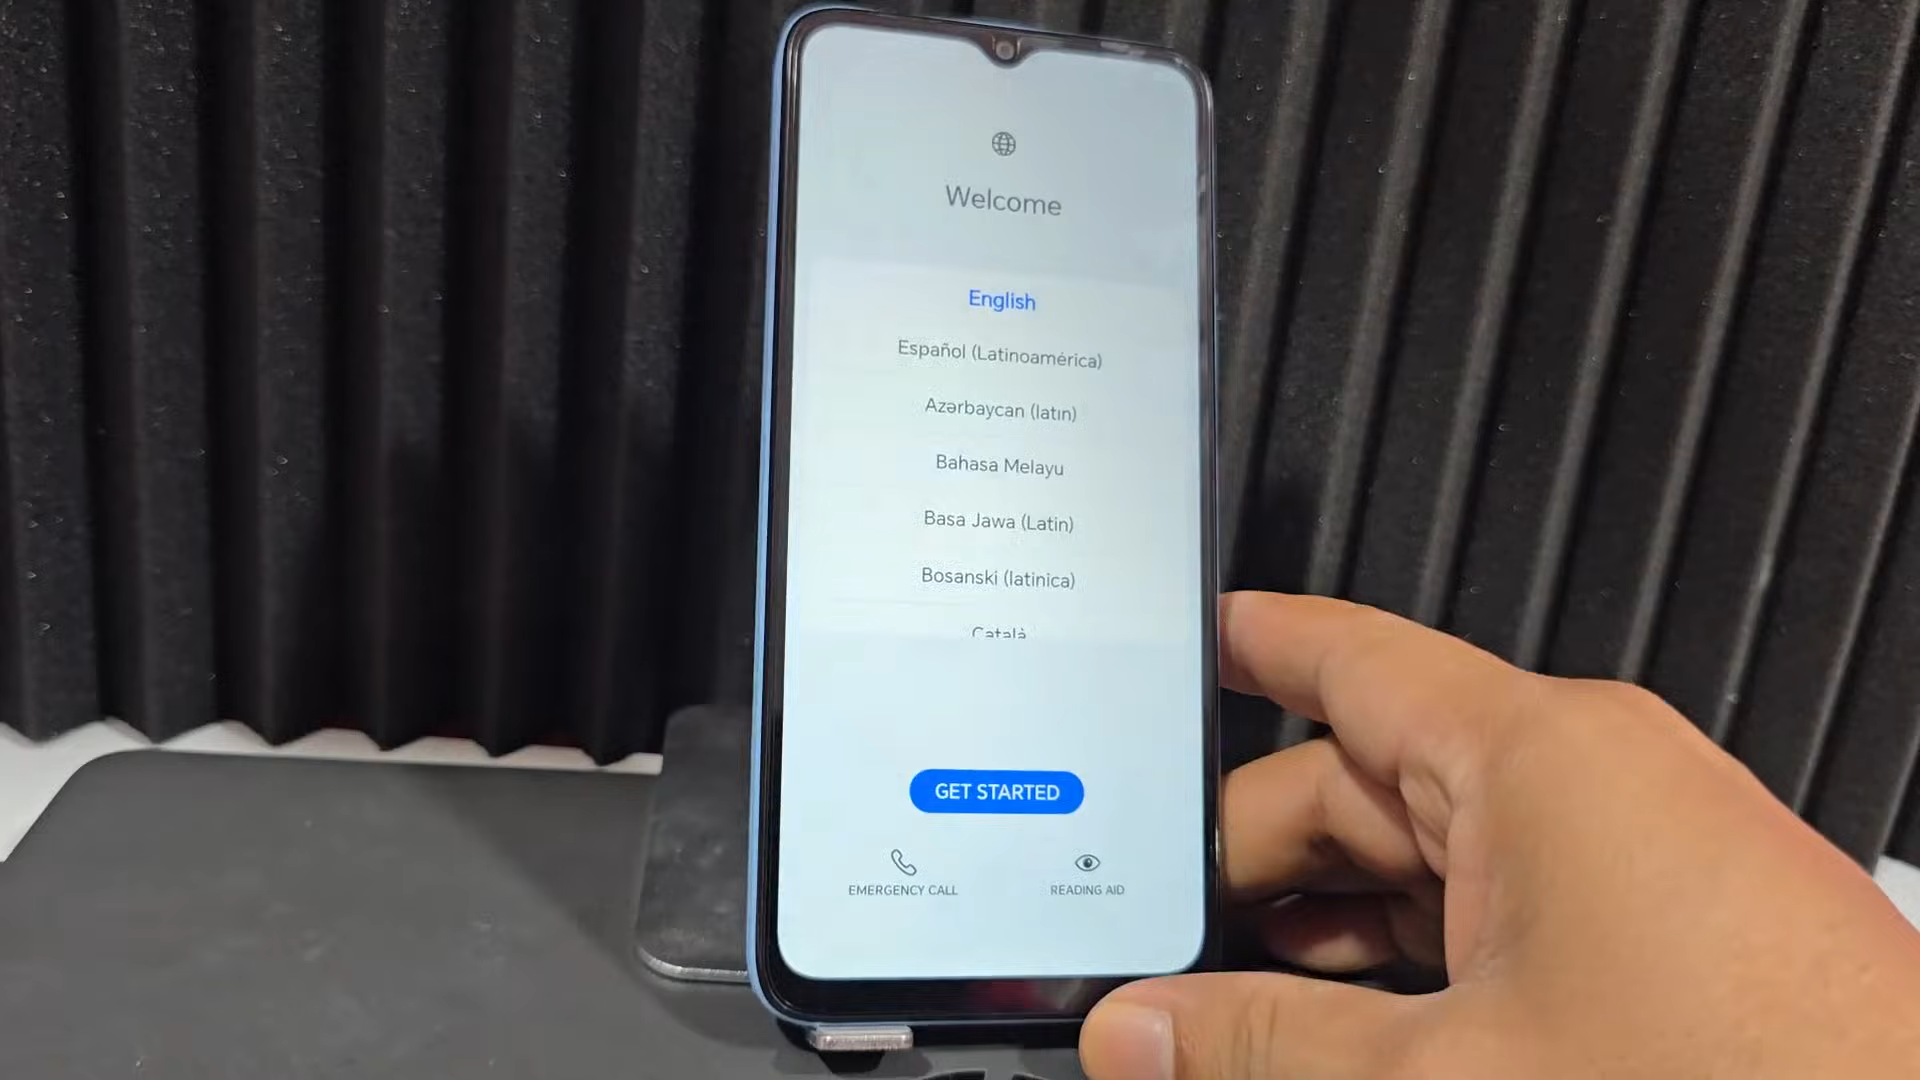 Welcome
English
Español (Latinoamérica)
Azərbaycan (latın)
Bahasa Melayu
Basa Jawa (Latin)
Bosanski (latinica)
Català
GET STARTED
EMERGENCY CALL
READING AID